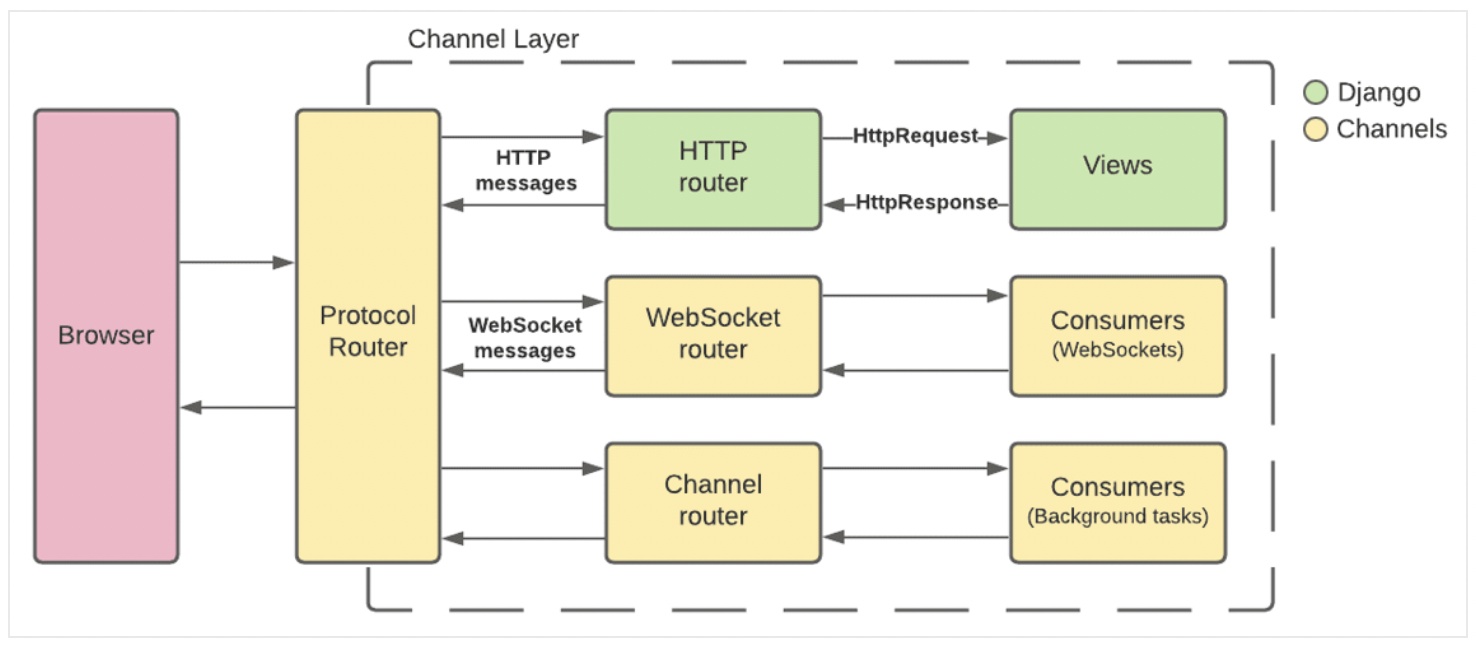 Channel Layer
Django
Channels
Browser
Protocol
Router
HTTP
messages
HTTP
router
HttpRequest
HttpResponse
Views
WebSocket
messages
WebSocket
router
Consumers
(WebSockets)
Channel
router
Consumers
(Background tasks)